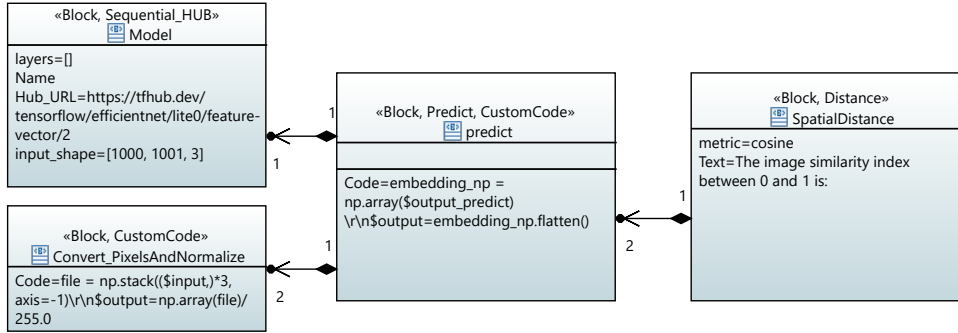 «Block, Sequential_HUB»
Model
layers=[]
Name
Hub_URL=https://tfhub.dev/
tensorflow/efficientnet/lite0/feature-
vector/2
input_shape=[1000, 1001, 3]
1
1
«Block, CustomCode»
Convert_PixelsAndNormalize
Code=file = np.stack(($input,)*3,
axis=-1)\r\n$output=np.array(file)/
255.0
1
2
«Block, Predict, CustomCode»
predict
Code=embedding_np =
np.array($output_predict)
\r\n$output=embedding_np.flatten()
1
2
«Block, Distance»
SpatialDistance
metric=cosine
Text=The image similarity index
between 0 and 1 is: